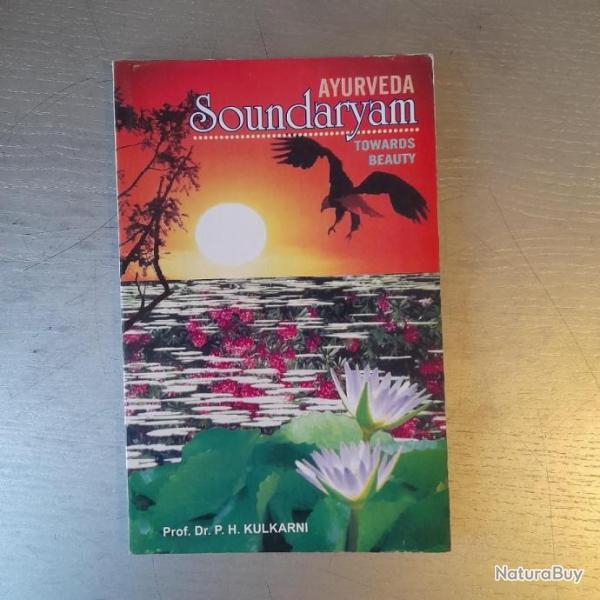 AYURVEDA
Soundaryam
TOWARDS
BEAUTY
Prof. Dr. P. H. KULKARNI
NaturaBuy